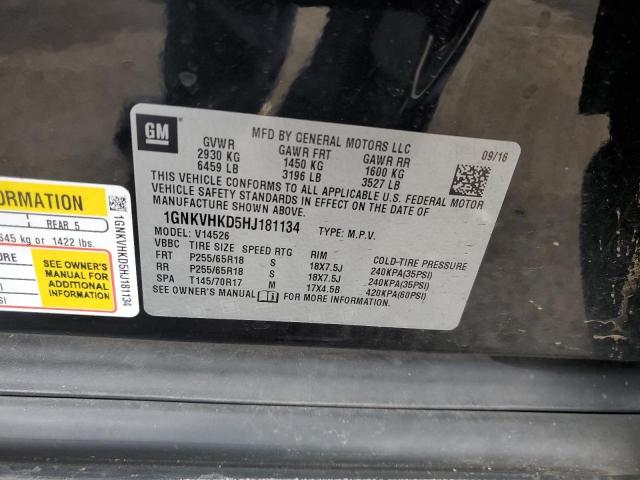 GM
MFD BY GENERAL MOTORS LLC
09/16
GVWR GAWR FRT GAWR RR
2930 KG 1450 KG 1600 KG
6459 LB 3196 LB 3527 LB
THIS VEHICLE CONFORMS TO ALL APPLICABLE U.S. FEDERAL MOTOR
VEHICLE SAFETY STANDARDS IN EFFECT ON THE DATE OF
MANUFACTURE SHOWN ABOVE.
1GNKVHKD5HJ181134 TYPE: M.P.V.
MODEL: V14526
VBBC TIRE SIZE SPEED RTG RIM COLD TIRE PRESSURE
FRT P255/65R18 S 18X7.5J 240KPA(35PSI)
RR P255/65R18 S 18X7.5J 240KPA(35PSI)
SPA T145/70R17 M 17X4.5B 420KPA(60PSI)
SEE OWNER'S MANUAL FOR MORE INFORMATION.
ORMATION
REAR 5
645 kg or 1422 lbs.
SEE OWNER'S
MANUAL FOR
ADDITIONAL
INFORMATION
1GNKVHKD5HJ181134